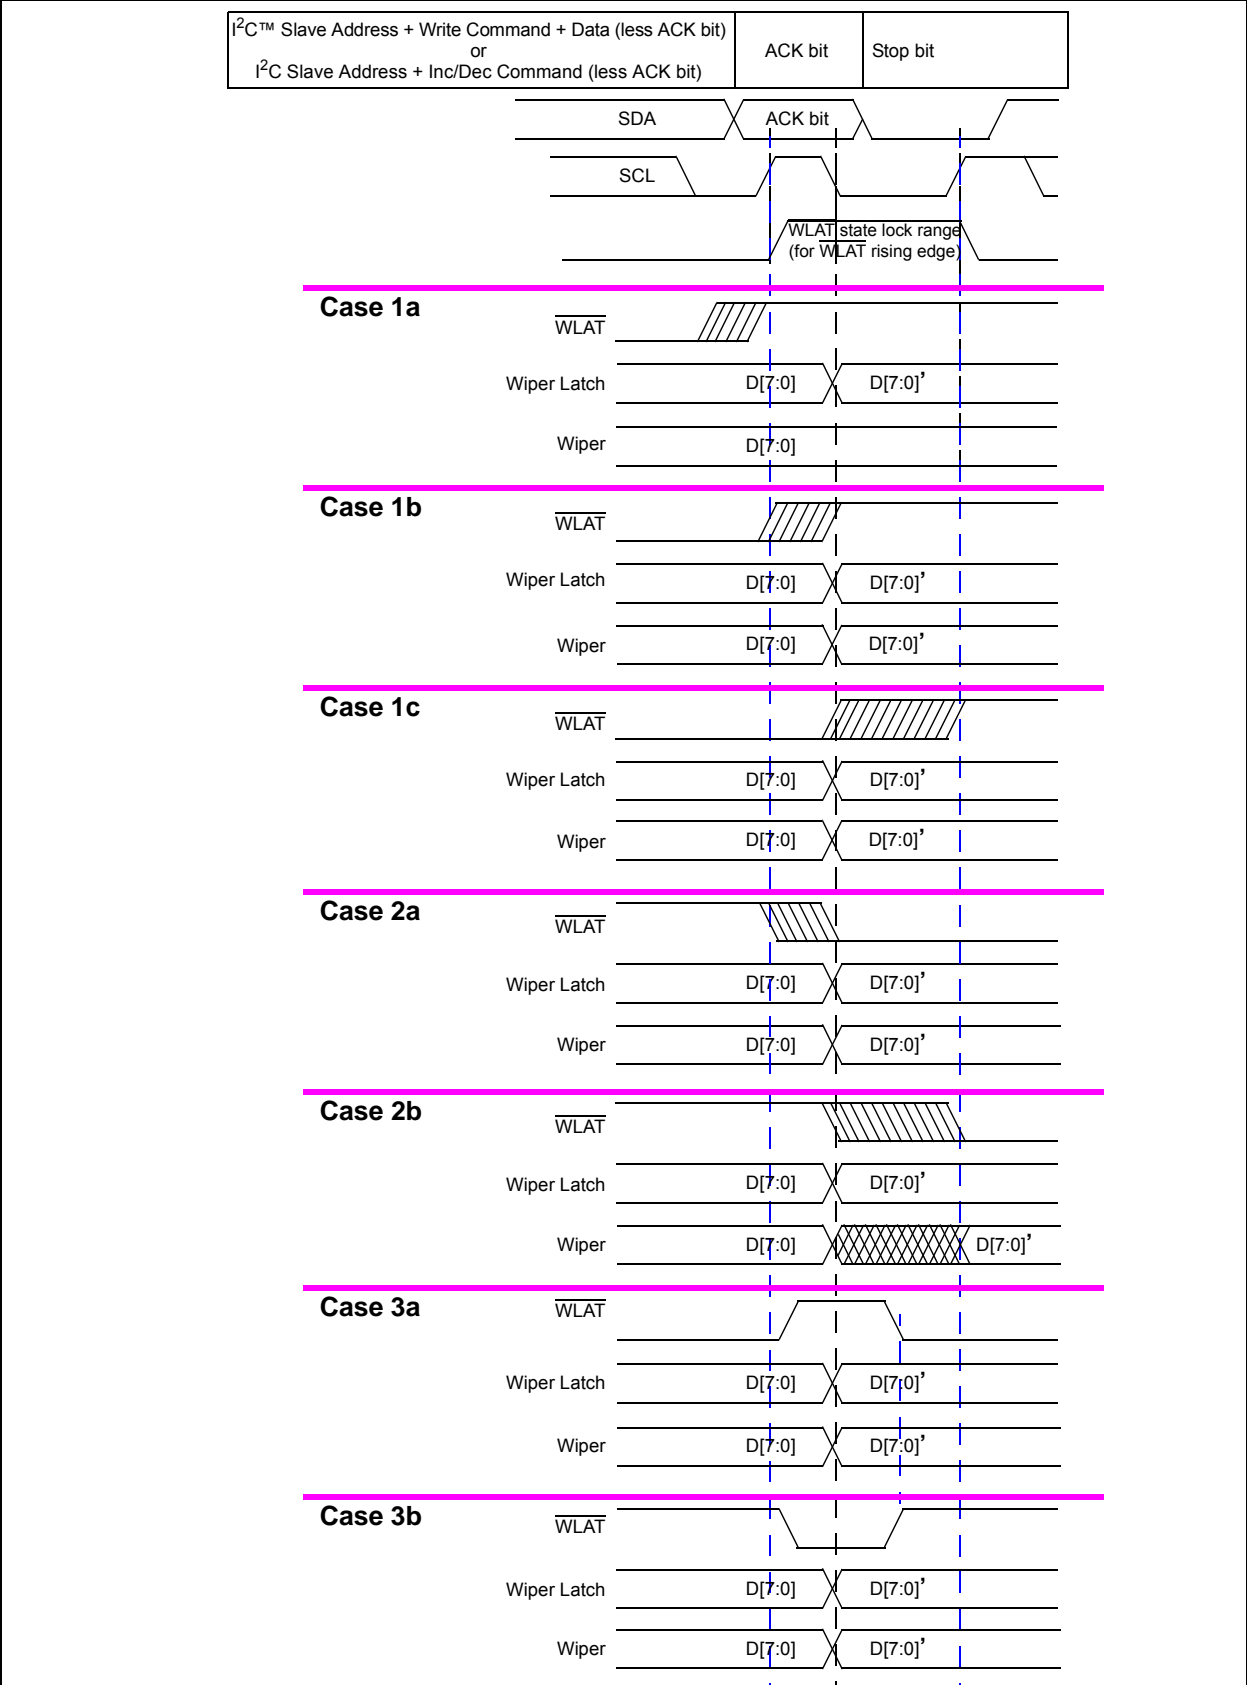 I²C™ Slave Address + Write Command + Data (less ACK bit)
or
I²C Slave Address + Inc/Dec Command (less ACK bit)
ACK bit
Stop bit
SDA
ACK bit
SCL
WLAT state lock range
(for WLAT rising edge)
Case 1a
WLAT
Wiper Latch
D[7:0]
D[7:0]’
Wiper
D[7:0]
Case 1b
WLAT
Wiper Latch
D[7:0]
D[7:0]’
Wiper
D[7:0]
D[7:0]’
Case 1c
WLAT
Wiper Latch
D[7:0]
D[7:0]’
Wiper
D[7:0]
D[7:0]’
Case 2a
WLAT
Wiper Latch
D[7:0]
D[7:0]’
Wiper
D[7:0]
D[7:0]’
Case 2b
WLAT
Wiper Latch
D[7:0]
D[7:0]’
Wiper
D[7:0]
D[7:0]’
Case 3a
WLAT
Wiper Latch
D[7:0]
D[7:0]’
Wiper
D[7:0]
D[7:0]’
Case 3b
WLAT
Wiper Latch
D[7:0]
D[7:0]’
Wiper
D[7:0]
D[7:0]’